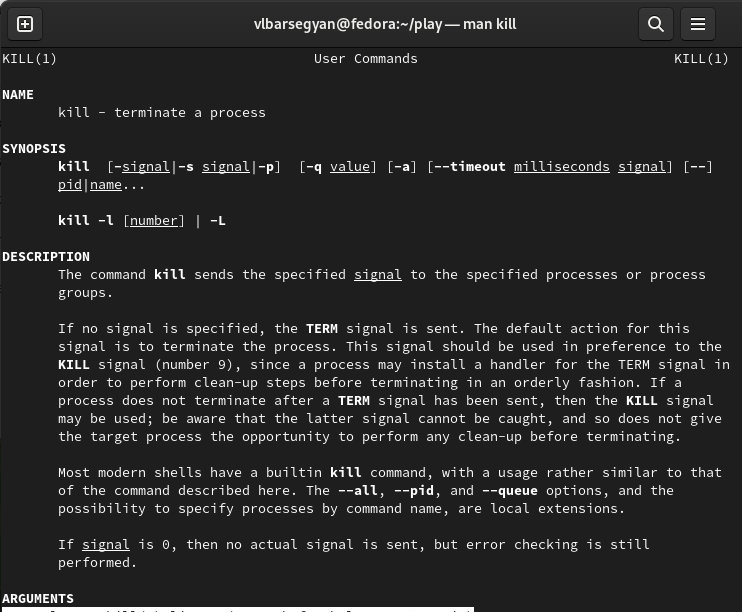 vlbarsegyan@fedora:~/play — man kill
KILL(1) User Commands KILL(1)
NAME
kill - terminate a process
SYNOPSIS
kill [-signal|-s signal|-p] [-q value] [-a] [--timeout milliseconds signal] [--]
pid|name...
kill -l [number] | -L
DESCRIPTION
The command kill sends the specified signal to the specified processes or process
groups.
If no signal is specified, the TERM signal is sent. The default action for this
signal is to terminate the process. This signal should be used in preference to the
KILL signal (number 9), since a process may install a handler for the TERM signal in
order to perform clean-up steps before terminating in an orderly fashion. If a
process does not terminate after a TERM signal has been sent, then the KILL signal
may be used; be aware that the latter signal cannot be caught, and so does not give
the target process the opportunity to perform any clean-up before terminating.
Most modern shells have a builtin kill command, with a usage rather similar to that
of the command described here. The --all, --pid, and --queue options, and the
possibility to specify processes by command name, are local extensions.
If signal is 0, then no actual signal is sent, but error checking is still
performed.
ARGUMENTS